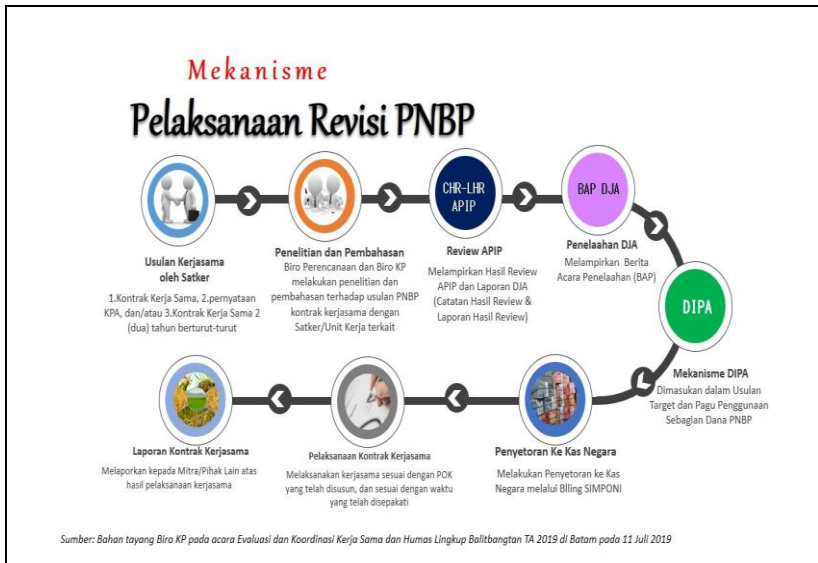 Mekanisme
Pelaksanaan Revisi PNBP
CHR-LHR
APIP
BAP DJA
Usulan Kerjasama
oleh Satker
1.Kontrak Kerja Sama, 2.pernyataan
KPA, dan/atau 3.Kontrak Kerja Sama 2
(dua) tahun berturut-turut
Penelitian dan Pembahasan
Biro Perencanaan dan Biro KP
melakukan penelitian dan
pembahasan terhadap usulan PNBP
kontrak kerjasama dengan
Satker/Unit Kerja terkait
Review APIP
Melampirkan Hasil Review
APIP dan Laporan DJA
(Catatan Hasil Review &
Laporan Hasil Review)
Penelaahan DJA
Melampirkan Berita
Acara Penelaahan (BAP)
DIPA
Mekanisme DIPA
Dimasukan dalam Usulan
Target dan Pagu Penggunaan
Sebagian Dana PNBP
Penyetoran Ke Kas Negara
Melakukan Penyetoran ke Kas
Negara melalui BIling SIMPONI
Pelaksanaan Kontrak Kerjasama
Melaksanakan kerjasama sesuai dengan POK
yang telah disusun, dan sesuai dengan waktu
yang telah disepakati
Laporan Kontrak Kerjasama
Melaporkan kepada Mitra/Pihak Lain atas
hasil pelaksanaan kerjasama
Sumber: Bahan tayang Biro KP pada acara Evaluasi dan Koordinasi Kerja Sama dan Humas Lingkup Balitbangtan TA 2019 di Batam pada 11 Juli 2019